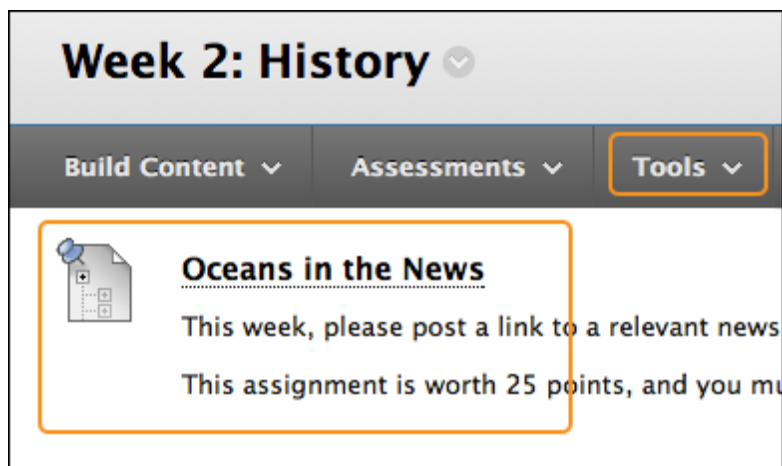 Week 2: History
Build Content Assessments Tools
Oceans in the News
This week, please post a link to a relevant news
This assignment is worth 25 points, and you mu